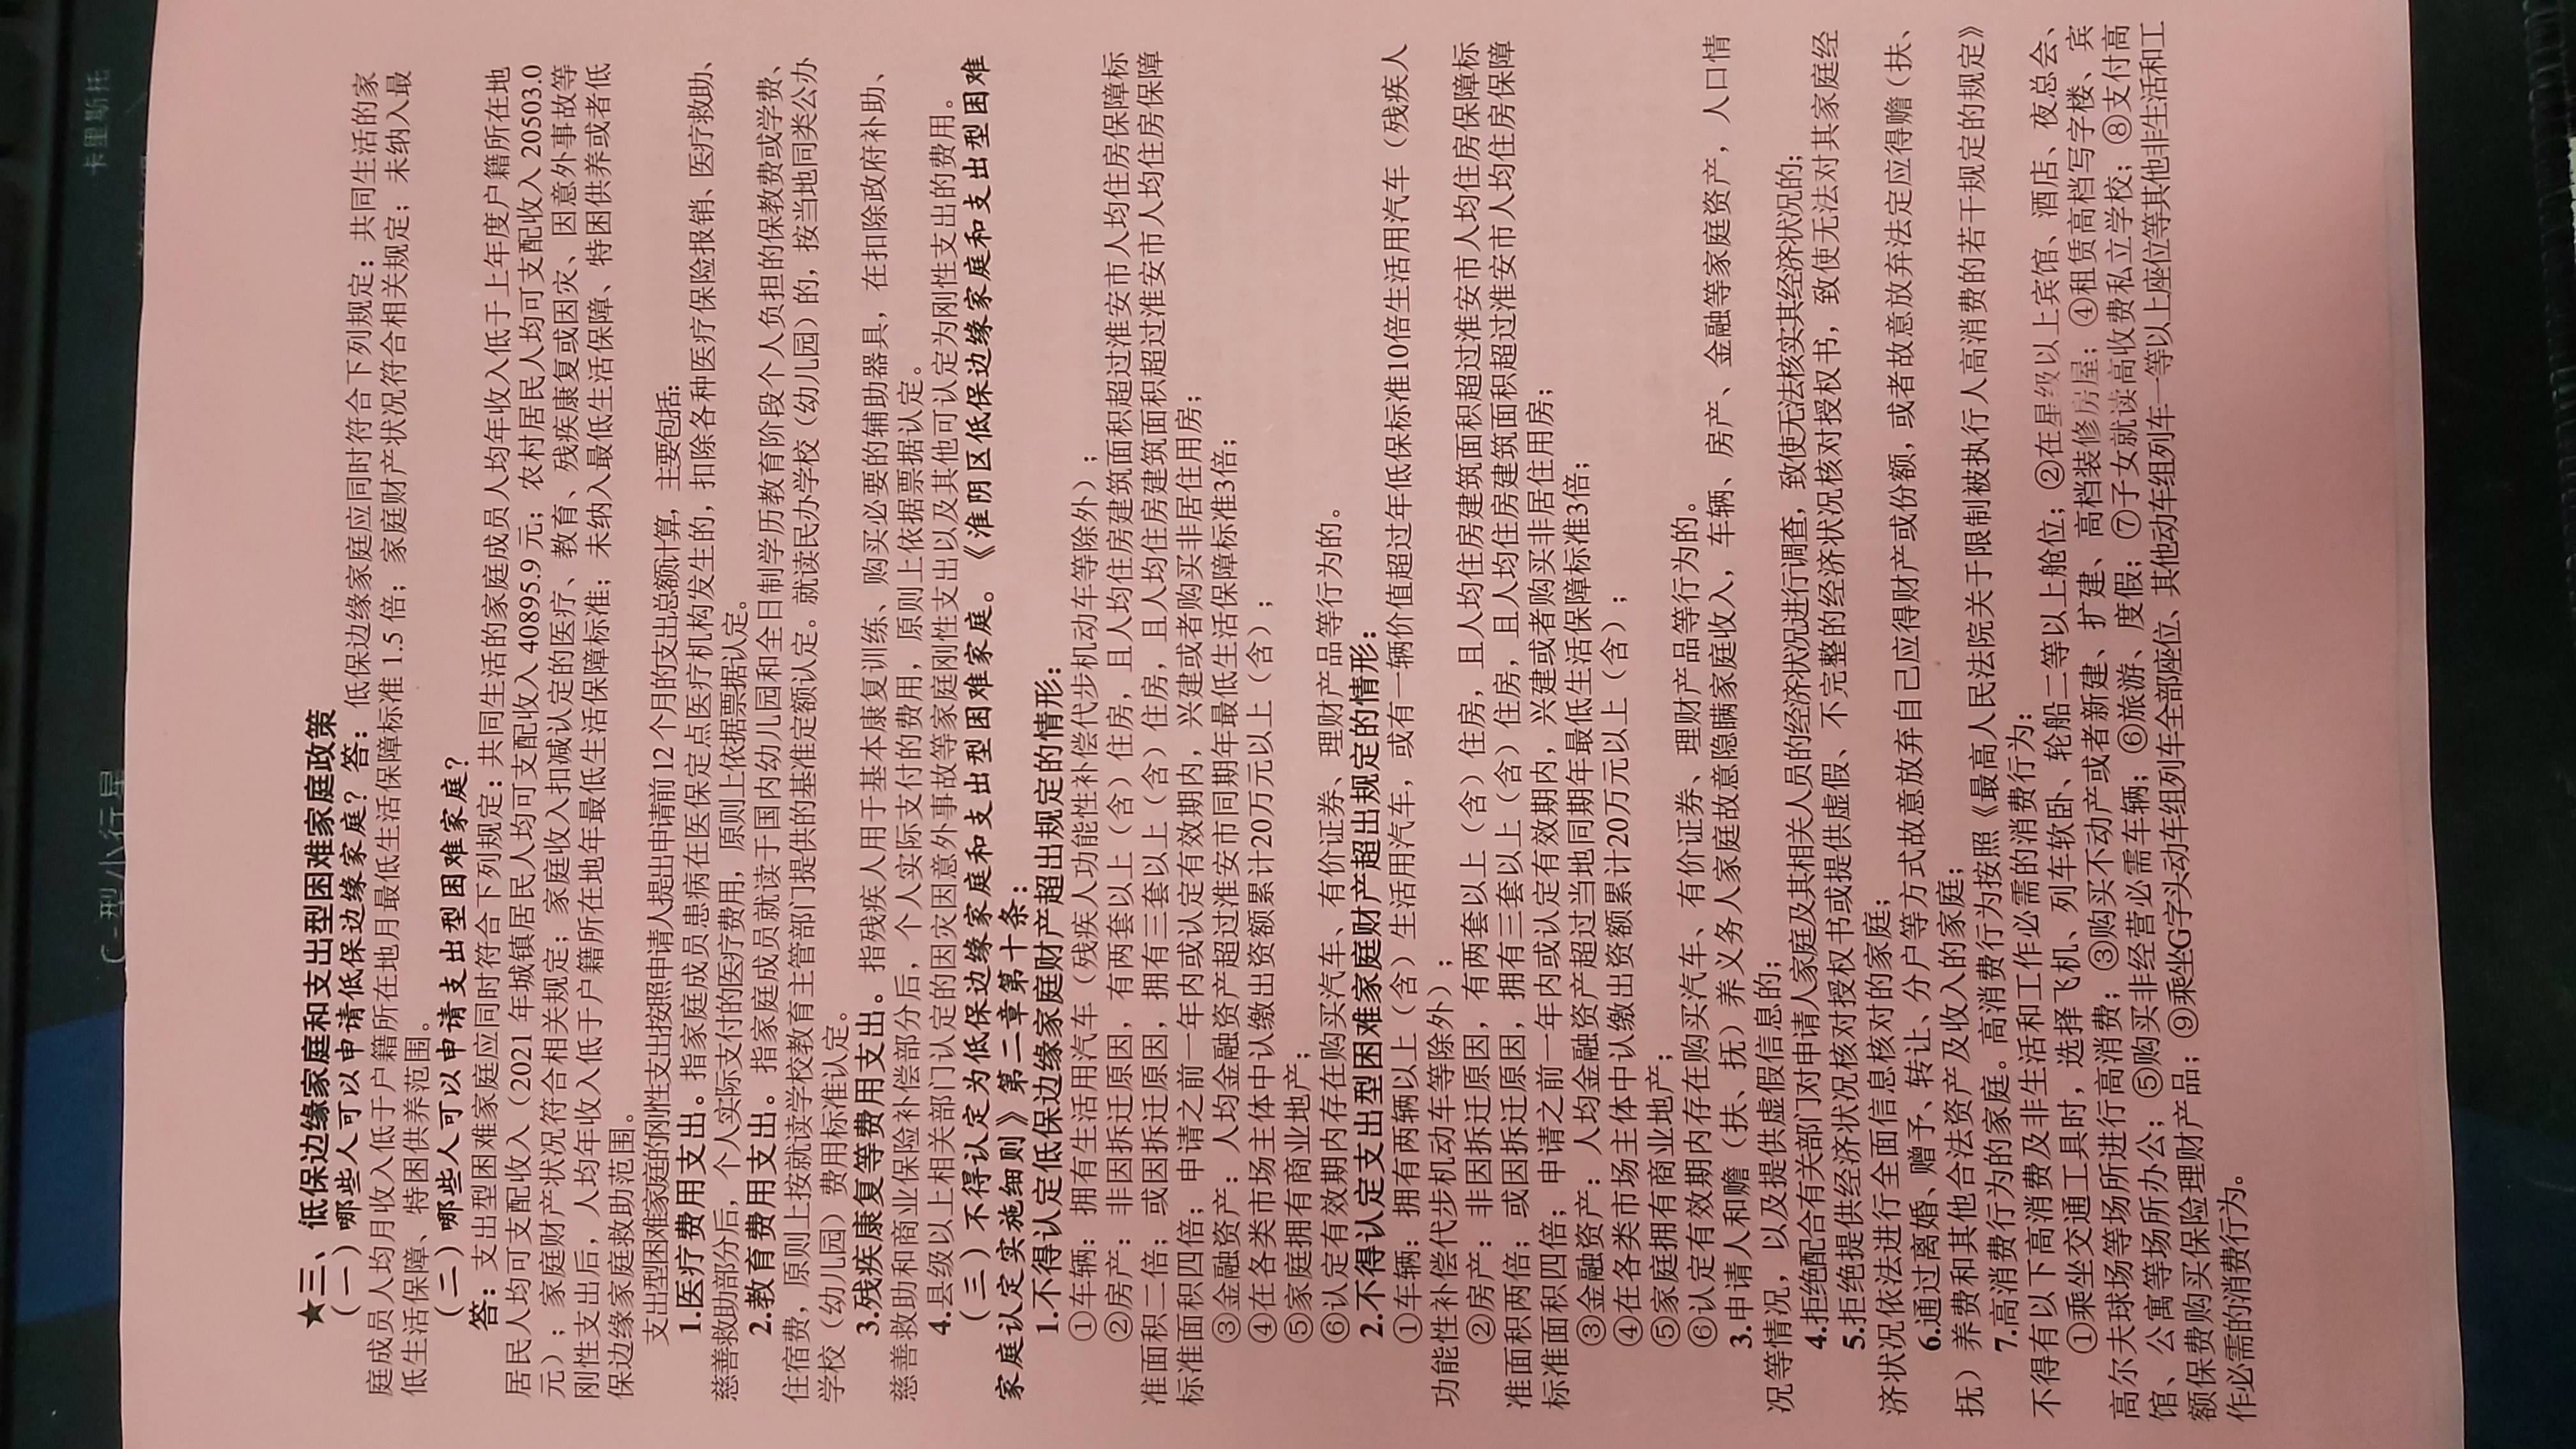 C-型小行星
卡里斯托
★三、低保边缘家庭和支出型困难家庭政策
（一）哪些人可以申请低保边缘家庭？答：低保边缘家庭应同时符合下列规定：共同生活的家
庭成员人均月收入低于户籍所在地月最低生活保障标准 1.5 倍；家庭财产状况符合相关规定；未纳入最
低生活保障、特困供养范围。
（二）哪些人可以申请支出型困难家庭？
答：支出型困难家庭应同时符合下列规定：共同生活的家庭成员人均年收入低于上年度户籍所在地
居民人均可支配收入（2021 年城镇居民人均可支配收入 40895.9 元；农村居民人均可支配收入 20503.0
元）；家庭财产状况符合相关规定；家庭收入扣减认定的医疗、教育、残疾康复或因灾、因意外事故等
刚性支出后，人均年收入低于户籍所在地年最低生活保障标准；未纳入最低生活保障、特困供养或者低
保边缘家庭救助范围。
支出型困难家庭的刚性支出按照申请人提出申请前 12 个月的支出总额计算，主要包括：
1.医疗费用支出。指家庭成员患病在医保定点医疗机构发生的，扣除各种医疗保险报销、医疗救助、
慈善救助部分后，个人实际支付的医疗费用，原则上依据票据认定。
2.教育费用支出。指家庭成员就读于国内幼儿园和全日制学历教育阶段个人负担的保教费或学费、
住宿费，原则上按就读学校教育主管部门提供的基准定额认定。就读民办学校（幼儿园）的，按当地同类公办
学校（幼儿园）费用标准认定。
3.残疾康复等费用支出。指残疾人用于基本康复训练、购买必要的辅助器具，在扣除政府补助、
慈善救助和商业保险补偿部分后，个人实际支付的费用，原则上依据票据认定。
4.县级以上相关部门认定的因灾因意外事故等家庭刚性支出以及其他可认定为刚性支出的费用。
（三）不得认定为低保边缘家庭和支出型困难家庭。《淮阴区低保边缘家庭和支出型困难
家庭认定实施细则》第二章第十条：
1.不得认定低保边缘家庭财产超出规定的情形：
①车辆：拥有生活用汽车（残疾人功能性补偿代步机动车等除外）；
②房产：非因拆迁原因，有两套以上（含）住房，且人均住房建筑面积超过淮安市人均住房保障标
准面积二倍；或因拆迁原因，拥有三套以上（含）住房，且人均住房建筑面积超过淮安市人均住房保障
标准面积四倍；申请之前一年内或认定有效期内，兴建或者购买非居住用房；
③金融资产：人均金融资产超过淮安市同期年最低生活保障标准3倍；
④在各类市场主体中认缴出资额累计20万元以上（含）；
⑤家庭拥有商业地产；
⑥认定有效期内存在购买汽车、有价证券、理财产品等行为的。
2.不得认定支出型困难家庭财产超出规定的情形：
①车辆：拥有两辆以上（含）生活用汽车，或有一辆价值超过年低保标准10倍生活用汽车（残疾人
功能性补偿代步机动车等除外）；
②房产：非因拆迁原因，有两套以上（含）住房，且人均住房建筑面积超过淮安市人均住房保障标
准面积两倍；或因拆迁原因，拥有三套以上（含）住房，且人均住房建筑面积超过淮安市人均住房保障
标准面积四倍；申请之前一年内或认定有效期内，兴建或者购买非居住用房；
③金融资产：人均金融资产超过当地同期年最低生活保障标准3倍；
④在各类市场主体中认缴出资额累计20万元以上（含）；
⑤家庭拥有商业地产；
⑥认定有效期内存在购买汽车、有价证券、理财产品等行为的。
3.申请人和赡（扶、抚）养义务人家庭故意隐瞒家庭收入，车辆、房产、金融等家庭资产，人口情
况等情况，以及提供虚假信息的；
4.拒绝配合有关部门对申请人家庭及其相关人员的经济状况进行调查，致使无法核实其经济状况的；
5.拒绝提供经济状况核对授权书或提供虚假、不完整的经济状况核对授权书，致使无法对其家庭经
济状况依法进行全面信息核对的家庭；
6.通过离婚、赠予、转让、分户等方式故意放弃自己应得财产或份额，或者故意放弃法定应得赡（扶、
抚）养费和其他合法资产及收入的家庭；
7.高消费行为的家庭。高消费行为按照《最高人民法院关于限制被执行人高消费的若干规定的规定》
不得有以下高消费及非生活和工作必需的消费行为：
①乘坐交通工具时，选择飞机、列车软卧、轮船二等以上舱位；②在星级以上宾馆、酒店、夜总会、
高尔夫球场等场所进行高消费；③购买不动产或者新建、扩建、高档装修房屋；④租赁高档写字楼、宾
馆、公寓等场所办公；⑤购买非经营必需车辆；⑥旅游、度假；⑦子女就读高收费私立学校；⑧支付高
额保费购买保险理财产品；⑨乘坐G字头动车组列车全部座位、其他动车组列车一等以上座位等其他非生活和工
作必需的消费行为。